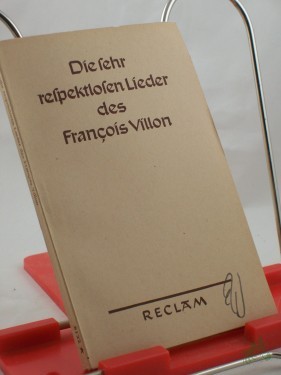 Die ſehr
reſpektloſen Lieder
des
François Villon
RECLAM